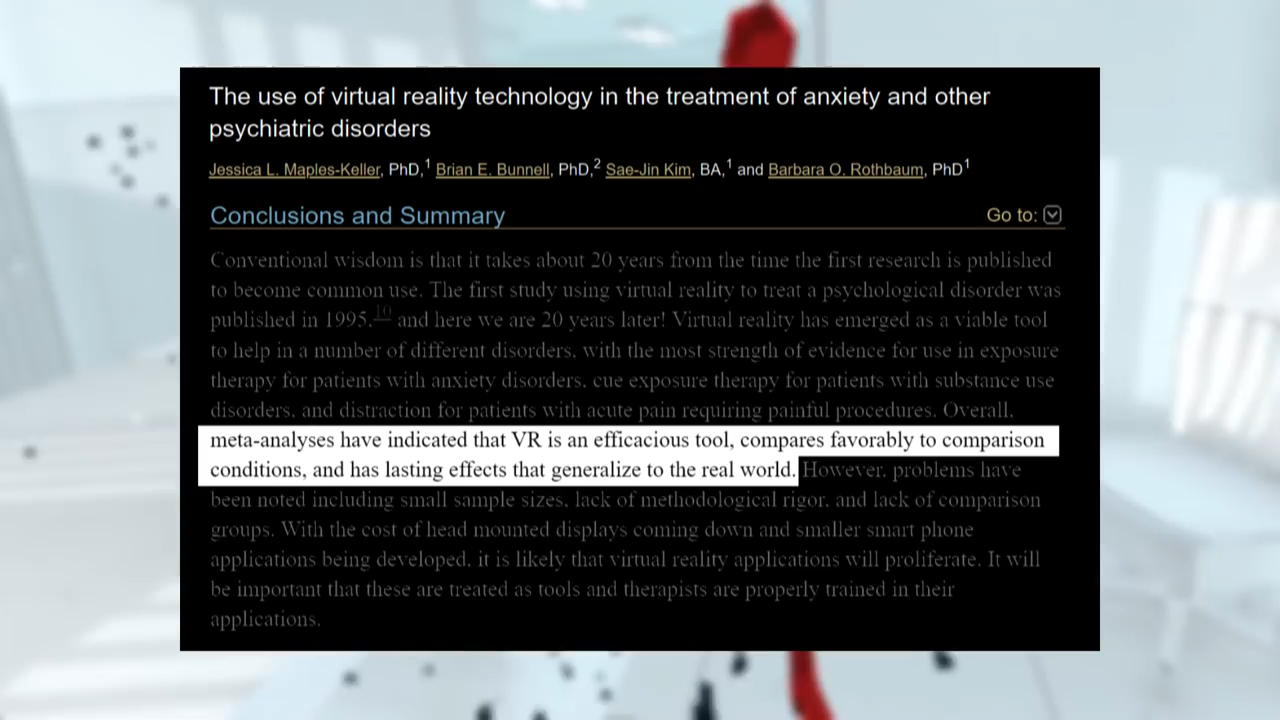 The use of virtual reality technology in the treatment of anxiety and other
psychiatric disorders
Jessica L. Maples-Keller, PhD,1 Brian E. Bunnell, PhD,2 Sae-Jin Kim, BA,1 and Barbara O. Rothbaum, PhD1
Conclusions and Summary Go to:
Conventional wisdom is that it takes about 20 years from the time the first research is published
to become common use. The first study using virtual reality to treat a psychological disorder was
published in 1995,10 and here we are 20 years later! Virtual reality has emerged as a viable tool
to help in a number of different disorders, with the most strength of evidence for use in exposure
therapy for patients with anxiety disorders, cue exposure therapy for patients with substance use
disorders, and distraction for patients with acute pain requiring painful procedures. Overall,
meta-analyses have indicated that VR is an efficacious tool, compares favorably to comparison
conditions, and has lasting effects that generalize to the real world. However, problems have
been noted including small sample sizes, lack of methodological rigor, and lack of comparison
groups. With the cost of head mounted displays coming down and smaller smart phone
applications being developed, it is likely that virtual reality applications will proliferate. It will
be important that these are treated as tools and therapists are properly trained in their
applications.